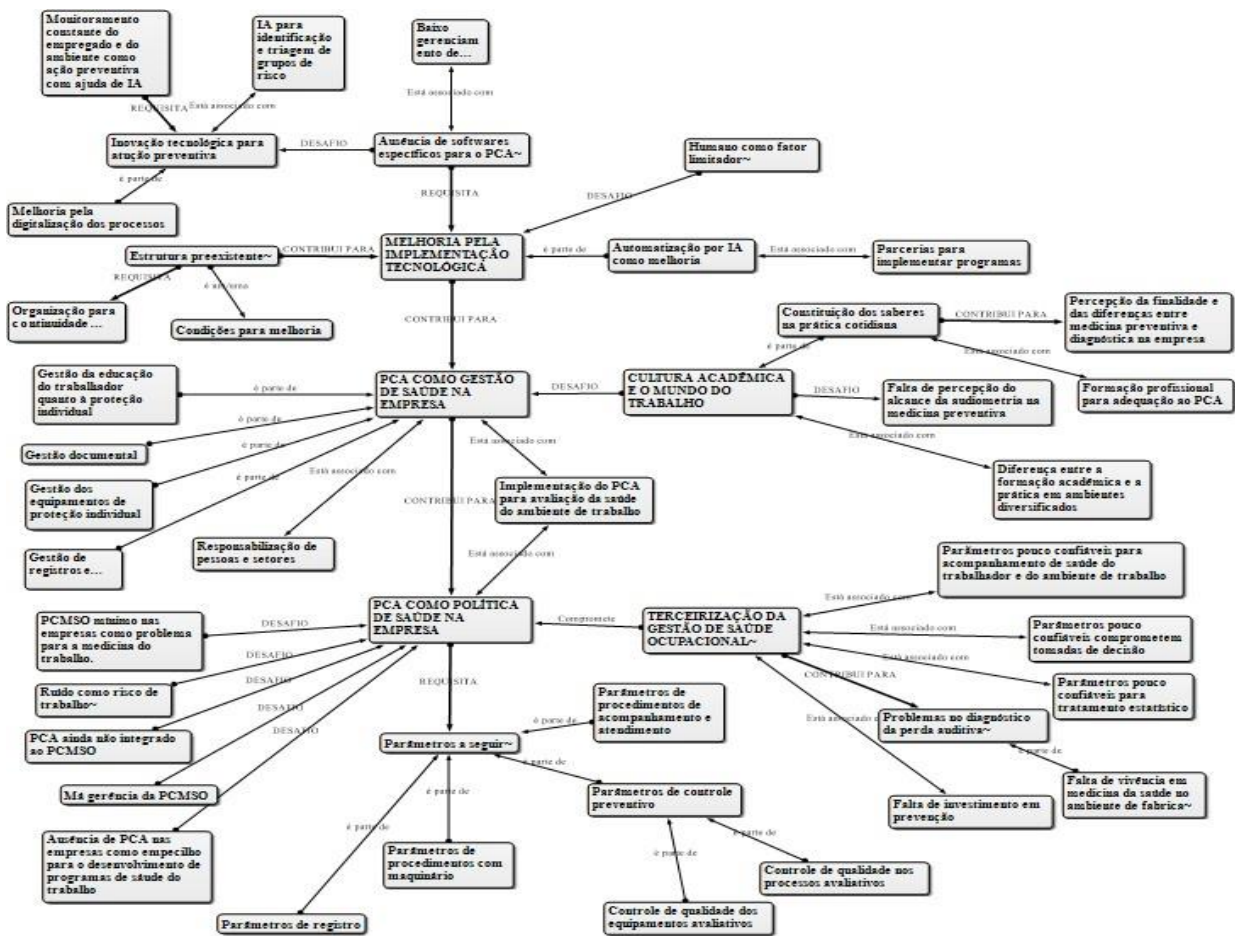 Monitoramento
constante do
empregado e do
ambiente como
ação preventiva
com ajuda de IA
IA para
identificação
e triagem de
grupos de
risco
Baixo
gerenciam
ento de...
Está associado com
REQUISITA
Está associado com
Inovação tecnológica para
atução preventiva
DESAFIO
Ausência de softwares
específicos para o PCA~
Humano como fator
limitador~
é parte de
REQUISITA
DESAFIO
Melhoria pela
digitalização dos processos
MELHORIA PELA
IMPLEMENTAÇÃO
TECNOLÓGICA
é parte de
Automatização por IA
como melhoria
Está associado com
Parcerias para
implementar programas
Estrutura preexistente~
CONTRIBUI PARA
REQUISITA
é um/uma
Organização para
continuidade ...
Condições para melhoria
CONTRIBUI PARA
Constituição dos saberes
na prática cotidiana
CONTRIBUI PARA
Percepção da finalidade e
das diferenças entre
medicina preventiva e
diagnóstica na empresa
é parte de
Está associado com
Gestão da educação
do trabalhador
quanto à proteção
individual
é parte de
PCA COMO GESTÃO
DE SAÚDE NA
EMPRESA
DESAFIO
CULTURA ACADÊMICA
E O MUNDO DO
TRABALHO
DESAFIO
Falta de percepção do
alcance da audiometria na
medicina preventiva
Formação profissional
para adequação ao PCA
é parte de
Gestão documental
é parte de
Está associado com
Está associado com
é parte de
Está associado com
Gestão dos
equipamentos de
proteção individual
CONTRIBUI PARA
Implementação do PCA
para avaliação da saúde
do ambiente de trabalho
Diferença entre a
formação acadêmica e a
prática em ambientes
diversificados
Gestão de
registros e...
Responsabilização de
pessoas e setores
Está associado com
Parâmetros pouco confiáveis para
acompanhamento de saúde do
trabalhador e do ambiente de trabalho
Está associado com
PCMSO mínimo nas
empresas como problema
para a medicina do
trabalho.
DESAFIO
PCA COMO POLÍTICA
DE SAÚDE NA
EMPRESA
Compromete
TERCEIRIZAÇÃO DA
GESTÃO DE SAÚDE
OCUPACIONAL~
Está associado com
Parâmetros pouco
confiáveis comprometem
tomadas de decisão
DESAFIO
Está associado com
CONTRIBUI PARA
Ruído como risco de
trabalho~
DESAFIO
REQUISITA
Parâmetros pouco
confiáveis para
tratamento estatístico
DESAFIO
Parâmetros de
procedimentos de
acompanhamento e
atendimento
Está associado
Problemas no diagnóstico
da perda auditiva~
PCA ainda não integrado
ao PCMSO
DESAFIO
Parâmetros a seguir~
é parte de
é parte de
é parte de
Má gerência da PCMSO
é parte de
Parâmetros de controle
preventivo
Falta de investimento em
prevenção
Falta de vivência em
medicina da saúde no
ambiente de fabrica~
Ausência de PCA nas
empresas como empecilho
para o desenvolvimento de
programas de saúde do
trabalho
é parte de
é parte de
é parte de
Parâmetros de
procedimentos com
maquinário
Controle de qualidade nos
processos avaliativos
Parâmetros de registro
Controle de qualidade dos
equipamentos avaliativos